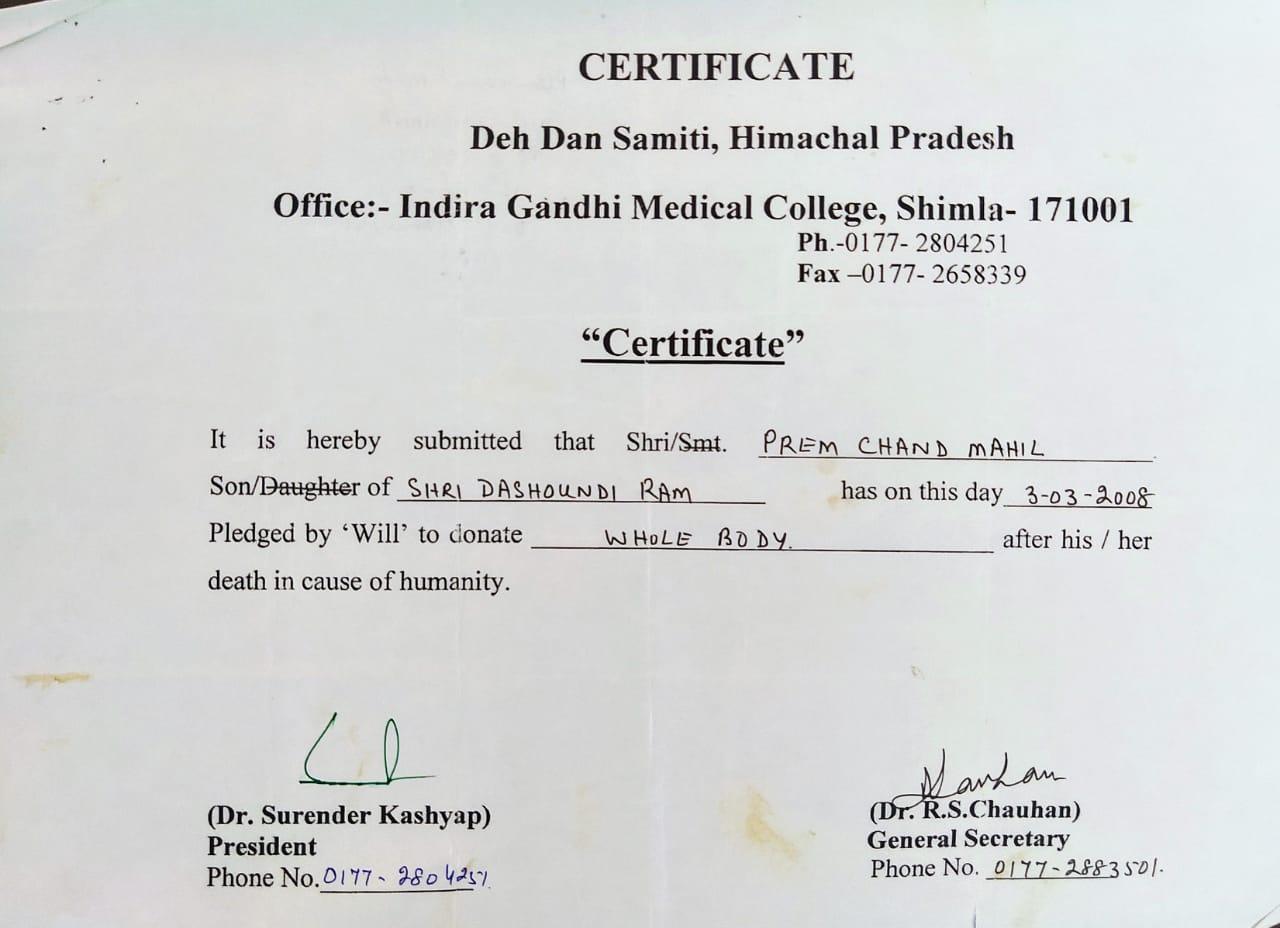 CERTIFICATE
Deh Dan Samiti, Himachal Pradesh
Office:- Indira Gandhi Medical College, Shimla- 171001
Ph.-0177- 2804251
Fax –0177- 2658339
“Certificate”
It is hereby submitted that Shri/Smt. PREM CHAND MAHIL
Son/Daughter of SHRI DASHOUNDI RAM has on this day 3-03-2008
Pledged by ‘Will’ to donate WHOLE BODY. after his / her
death in cause of humanity.
(Dr. Surender Kashyap)
President
Phone No. 0177- 2804251
(Dr. R.S.Chauhan)
General Secretary
Phone No. 0177-2883501.